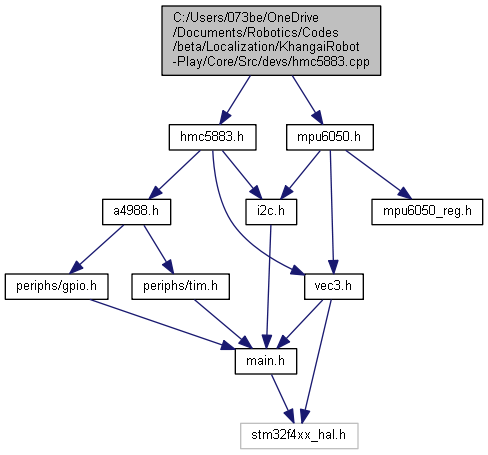 C:/Users/073be/OneDrive
/Documents/Robotics/Codes
/beta/Localization/KhangaiRobot
-Play/Core/Src/devs/hmc5883.cpp
hmc5883.h
mpu6050.h
a4988.h
i2c.h
mpu6050_reg.h
periphs/gpio.h
periphs/tim.h
vec3.h
main.h
stm32f4xx_hal.h